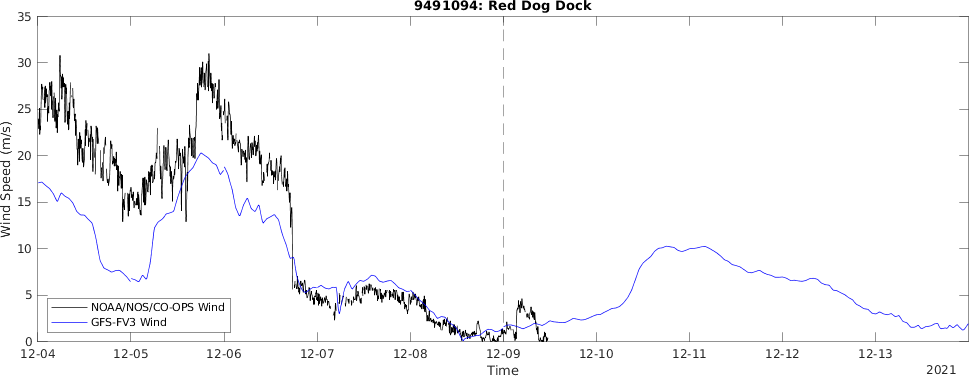 9491094: Red Dog Dock
35
30
25
20
15
10
5
0
Wind Speed (m/s)
NOAA/NOS/CO-OPS Wind
GFS-FV3 Wind
12-04 12-05 12-06 12-07 12-08 12-09 12-10 12-11 12-12 12-13
Time
2021